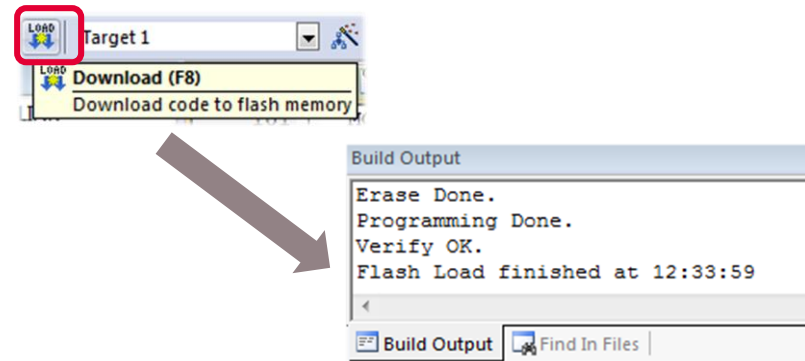 LOAD
Target 1
LOAD
Download (F8)
Download code to flash memory
Build Output
Erase Done.
Programming Done.
Verify OK.
Flash Load finished at 12:33:59
Build Output
Find In Files